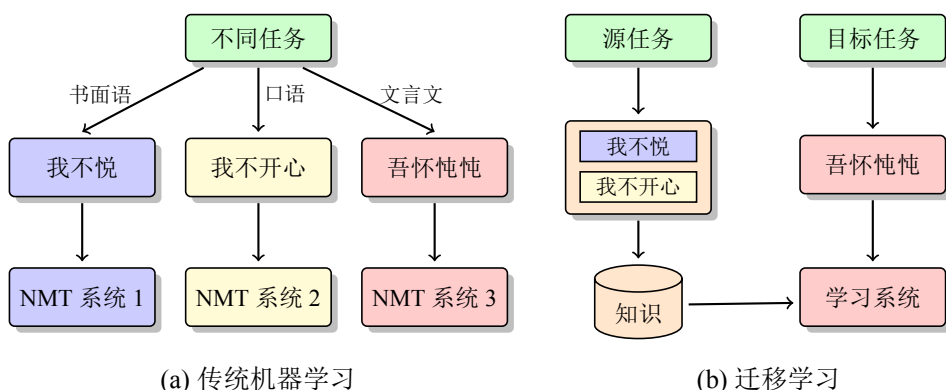 不同任务
书面语
口语
文言文
我不悦
我不开心
吾怀忳忳
NMT 系统 1
NMT 系统 2
NMT 系统 3
(a) 传统机器学习
源任务
目标任务
我不悦
我不开心
吾怀忳忳
知识
学习系统
(b) 迁移学习